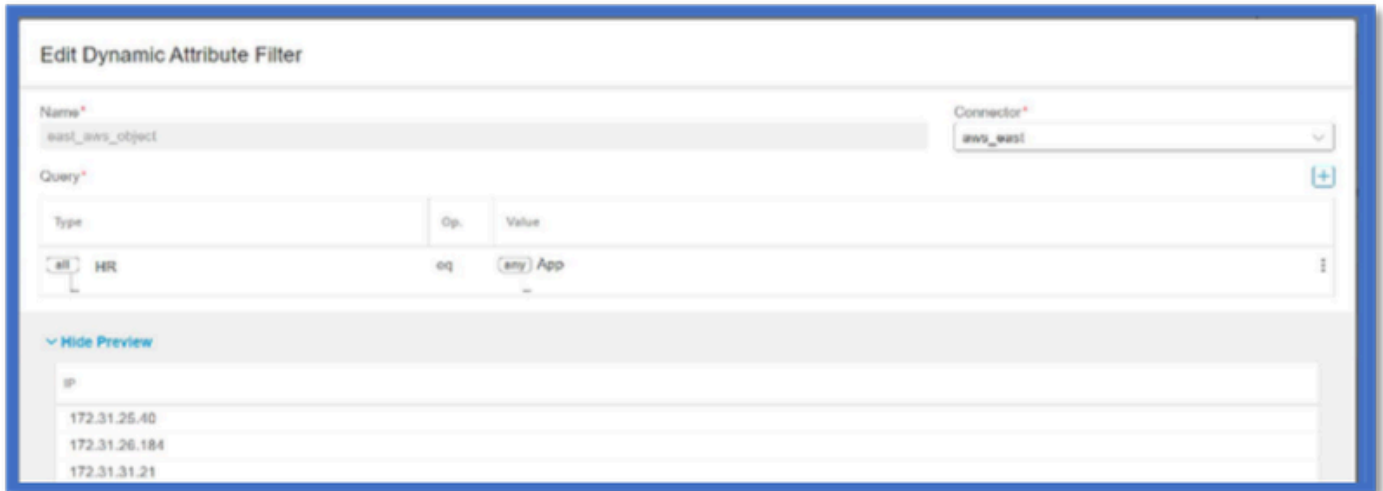 Edit Dynamic Attribute Filter
Name* Connector*
east_aws_object aws_east
Query*
Type Op. Value
all HR eq any App
Hide Preview
IP
172.31.25.40
172.31.26.184
172.31.31.21